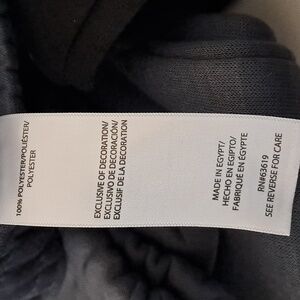 100% POLYESTER/POLIÉSTER/
POLYESTER
EXCLUSIVE OF DECORATION/
EXCLUSIVO DE DECORACIÓN/
EXCLUSIF DE LA DECORATION
MADE IN EGYPT/
HECHO EN EGIPTO/
FABRIQUÉ EN ÉGYPTE
RN#63619
SEE REVERSE FOR CARE